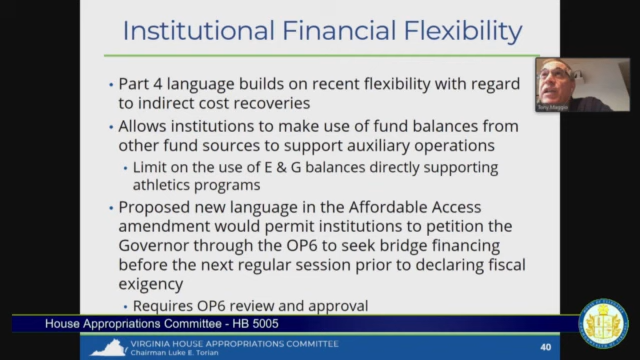 Institutional Financial Flexibility
• Part 4 language builds on recent flexibility with regard
to indirect cost recoveries
• Allows institutions to make use of fund balances from
other fund sources to support auxiliary operations
• Limit on the use of E & G balances directly supporting
athletics programs
• Proposed new language in the Affordable Access
amendment would permit institutions to petition the
Governor through the OP6 to seek bridge financing
before the next regular session prior to declaring fiscal
exigency
• Requires OP6 review and approval
Tony Maggio
House Appropriations Committee - HB 5005
VIRGINIA HOUSE APPROPRIATIONS COMMITTEE
Chairman Luke E. Torian
40